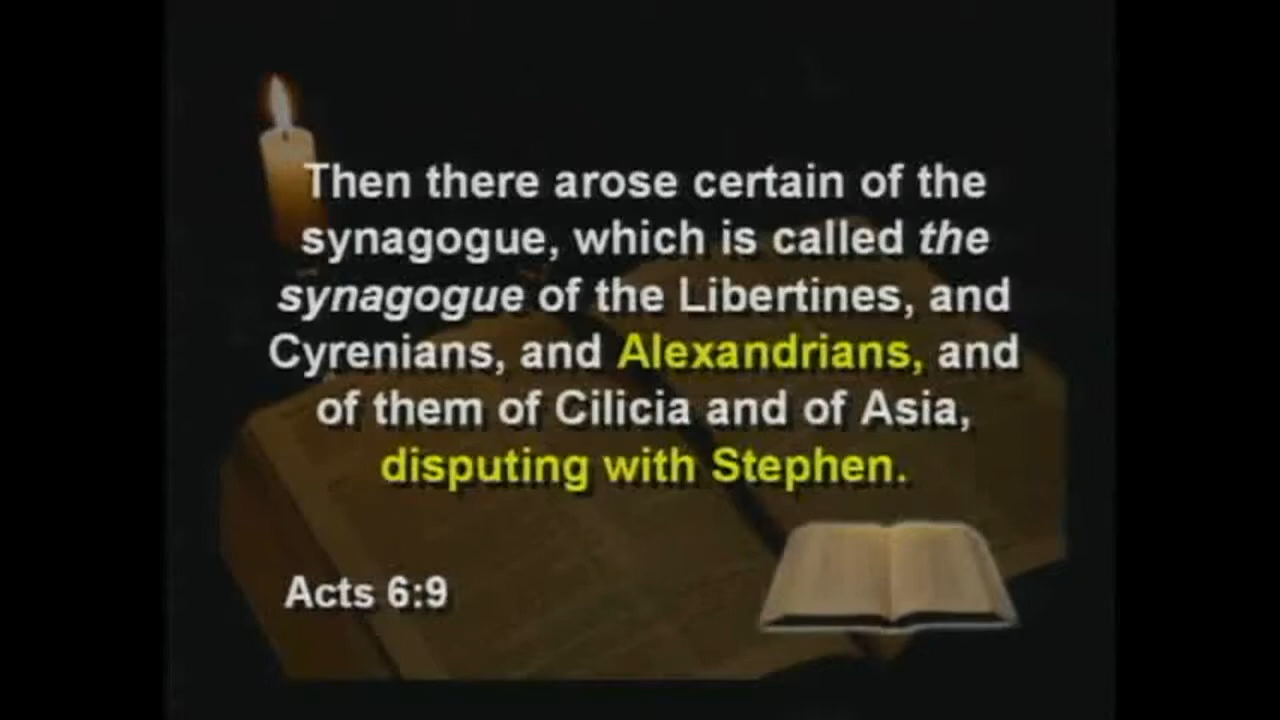 Then there arose certain of the
synagogue, which is called the
synagogue of the Libertines, and
Cyrenians, and Alexandrians, and
of them of Cilicia and of Asia,
disputing with Stephen.
Acts 6:9